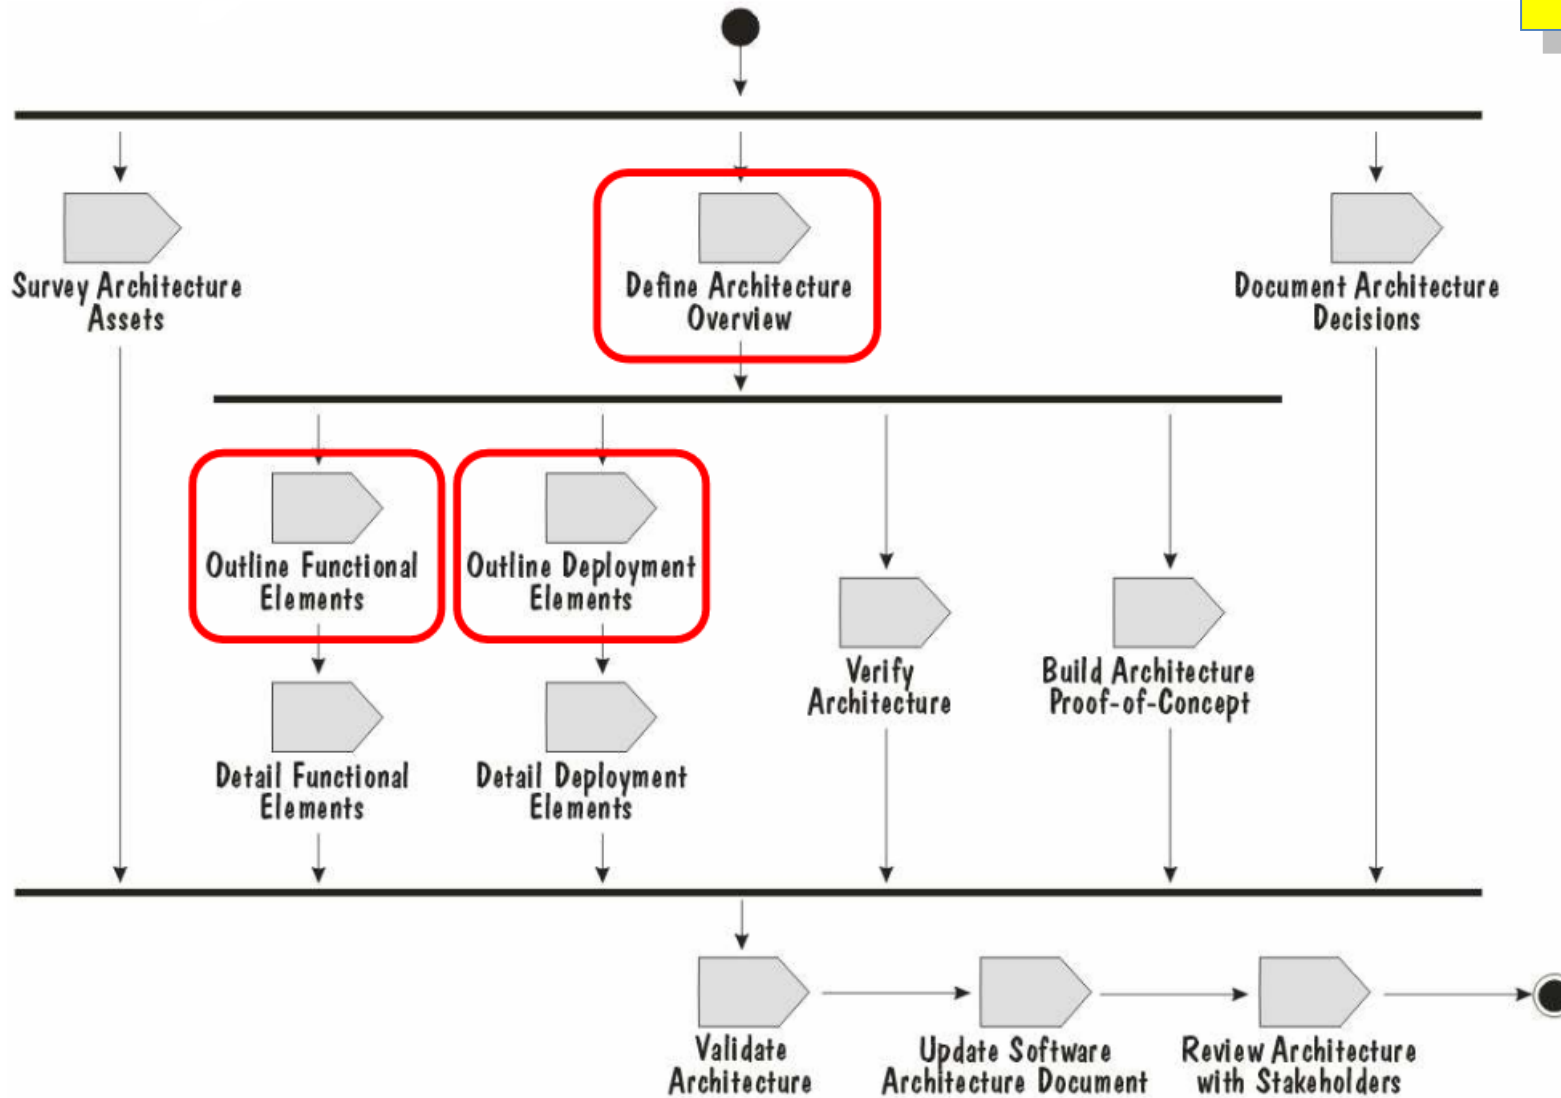 Survey Architecture
Assets
Define Architecture
Overview
Document Architecture
Decisions
Outline Functional
Elements
Outline Deployment
Elements
Verify
Architecture
Build Architecture
Proof-of-Concept
Detail Functional
Elements
Detail Deployment
Elements
Validate
Architecture
Update Software
Architecture Document
Review Architecture
with Stakeholders